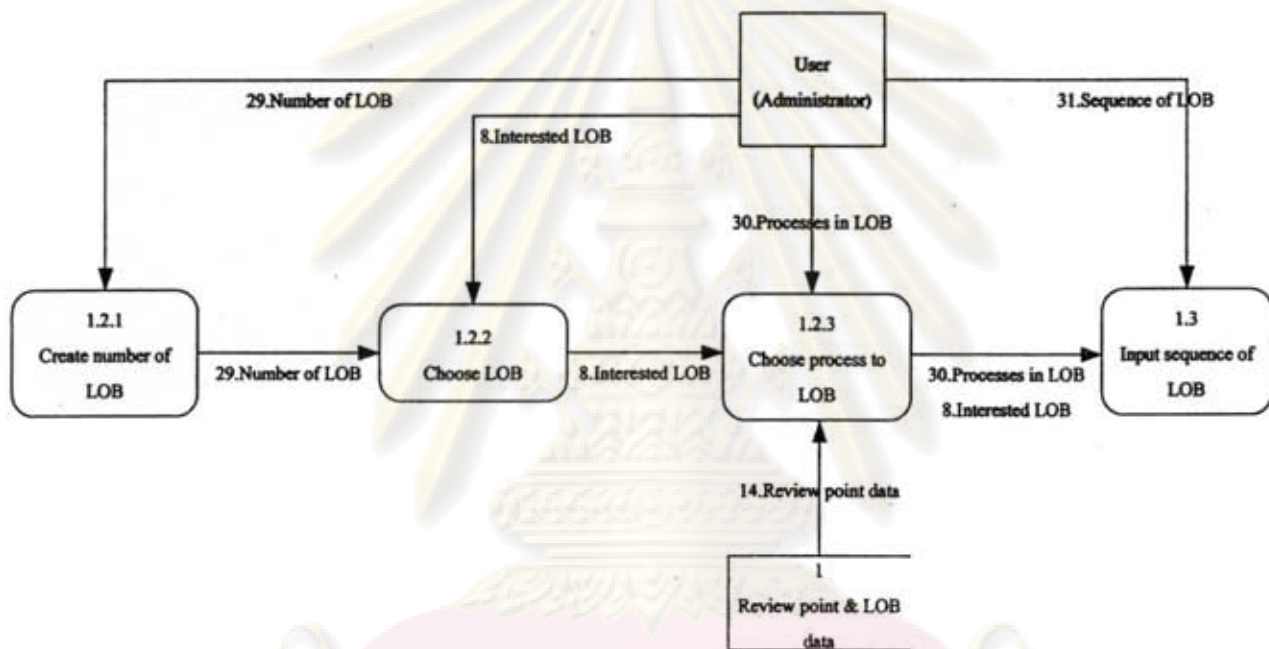 User
(Administrator)
29.Number of LOB
31.Sequence of LOB
8.Interested LOB
30.Processes in LOB
1.2.1
Create number of
LOB
29.Number of LOB
1.2.2
Choose LOB
8.Interested LOB
1.2.3
Choose process to
LOB
30.Processes in LOB
8.Interested LOB
1.3
Input sequence of
LOB
14.Review point data
1
Review point & LOB
data